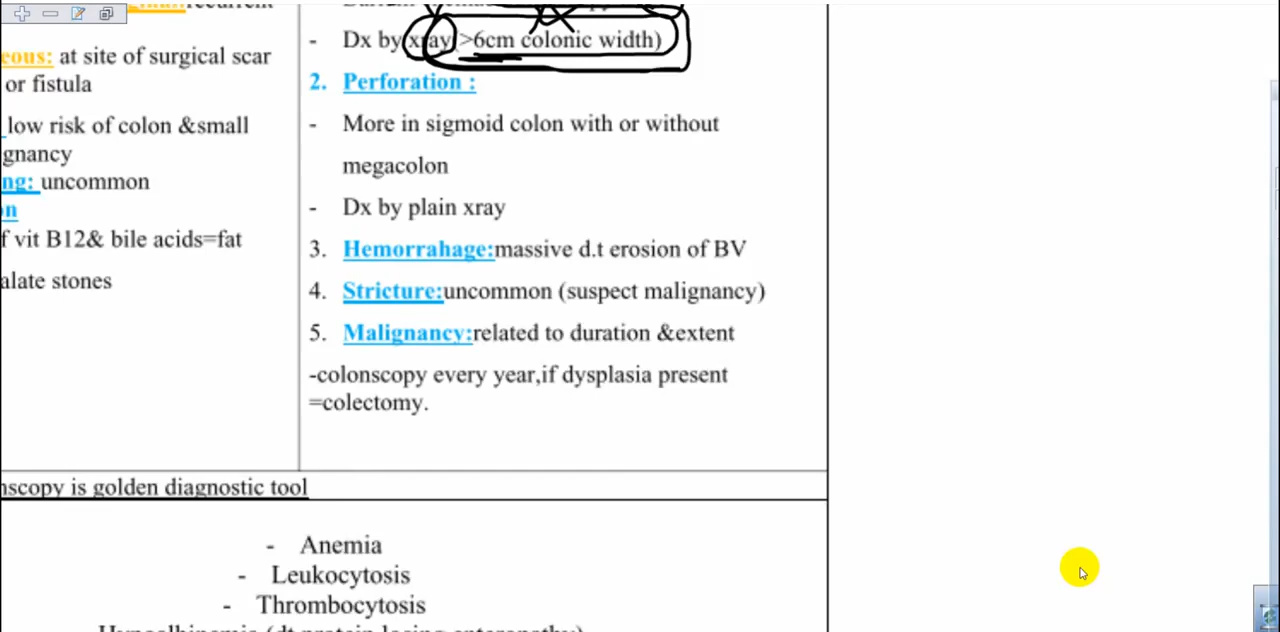 recurrent
eous: at site of surgical scar
or fistula
low risk of colon &small
gnancy
ng: uncommon
on
f vit B12& bile acids=fat
alate stones
- Dx by xray(>6cm colonic width)
2. Perforation :
- More in sigmoid colon with or without
megacolon
- Dx by plain xray
3. Hemorrahage:massive d.t erosion of BV
4. Stricture:uncommon (suspect malignancy)
5. Malignancy:related to duration &extent
-colonscopy every year,if dysplasia present
=colectomy.
nscopy is golden diagnostic tool
- Anemia
- Leukocytosis
- Thrombocytosis